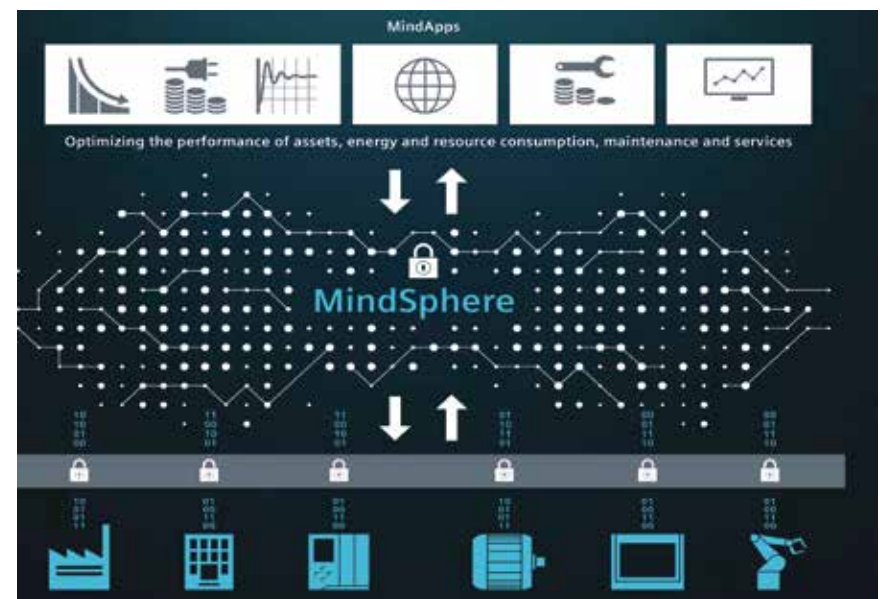 MindApps
Optimizing the performance of assets, energy and resource consumption, maintenance and services
MindSphere